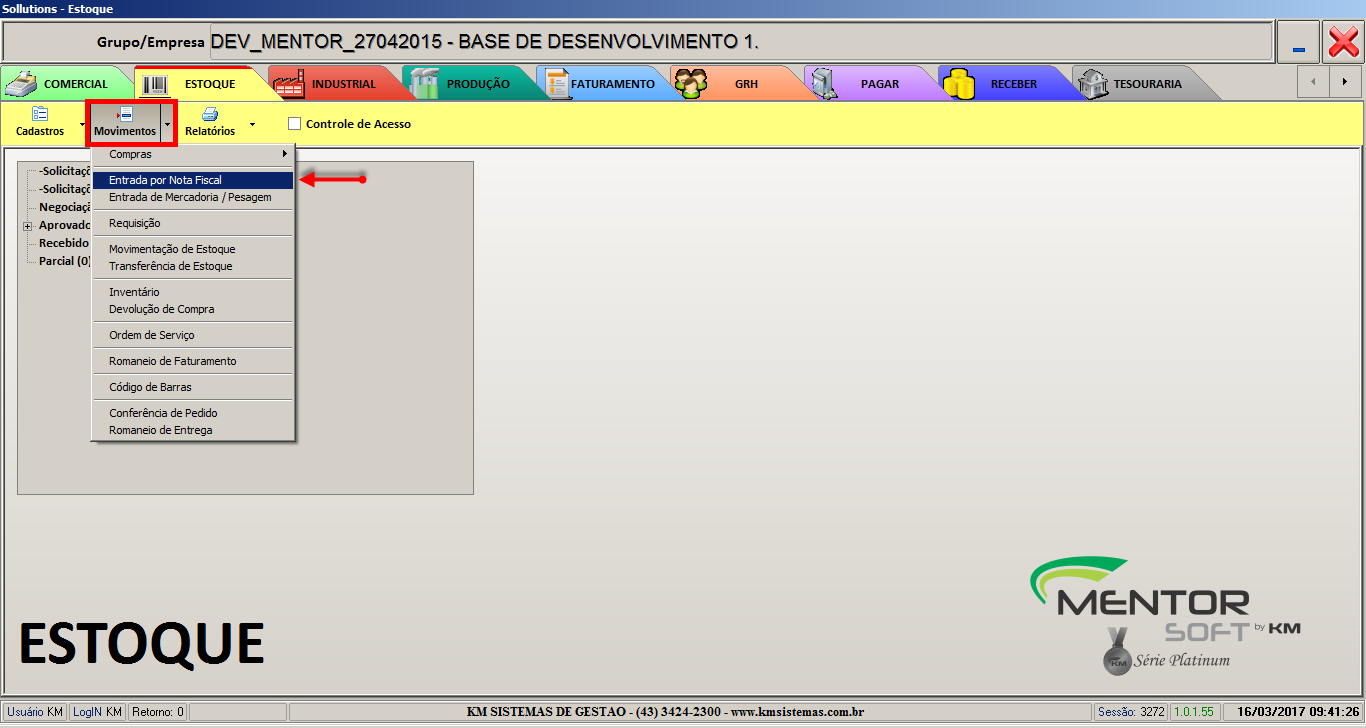 Sollutions - Estoque
Grupo/Empresa DEV_MENTOR_27042015 - BASE DE DESENVOLVIMENTO 1.
COMERCIAL ESTOQUE INDUSTRIAL PRODUÇÃO FATURAMENTO GRH PAGAR RECEBER TESOURARIA
Cadastros Movimentos Relatórios Controle de Acesso
Compras
Entrada por Nota Fiscal
Entrada de Mercadoria / Pesagem
Requisição
Movimentação de Estoque
Transferência de Estoque
Inventário
Devolução de Compra
Ordem de Serviço
Romaneio de Faturamento
Código de Barras
Conferência de Pedido
Romaneio de Entrega
-Solicitaçõ
-Solicitaçõ
Negociaçã
Aprovado
Recebido
Parcial (0)
ESTOQUE
MENTOR
SOFT by KM
KM Série Platinum
Usuário KM LogIN KM Retorno: 0 KM SISTEMAS DE GESTAO - (43) 3424-2300 - www.kmsistemas.com.br Sessão: 3272 1.0.1.55 16/03/2017 09:41:26